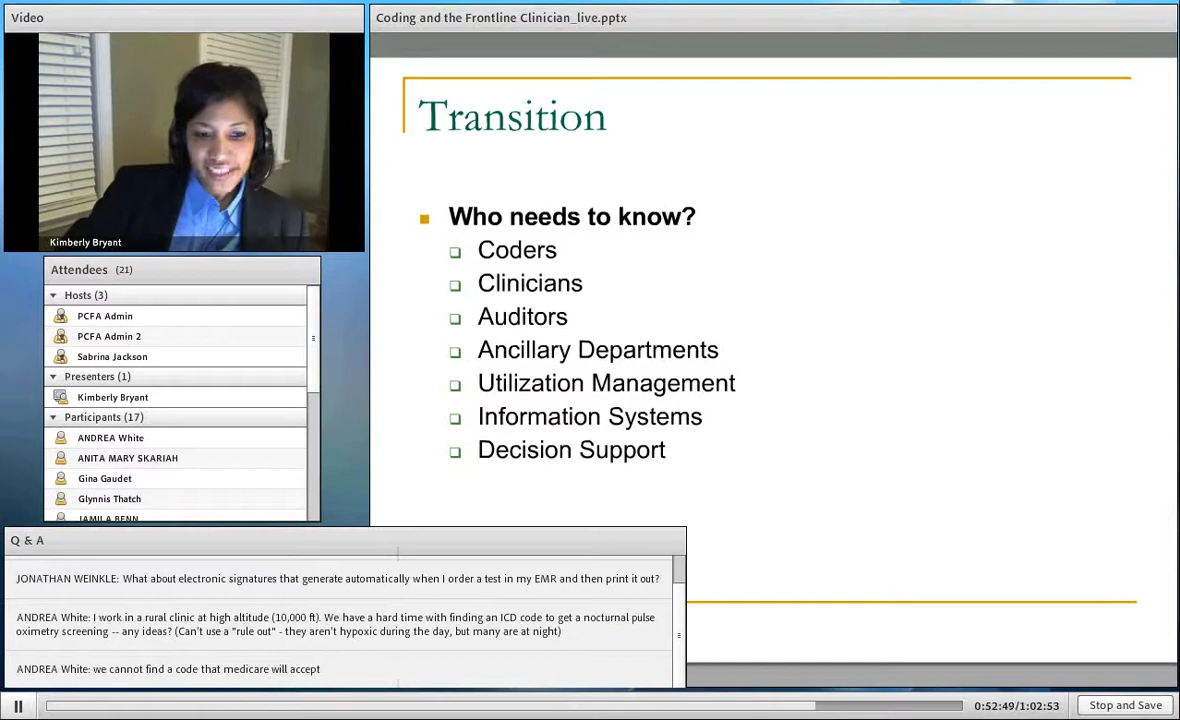 Video
Kimberly Bryant
Attendees (21)
Hosts (3)
PCFA Admin
PCFA Admin 2
Sabrina Jackson
Presenters (1)
Kimberly Bryant
Participants (17)
ANDREA White
ANITA MARY SKARIAH
Gina Gaudet
Glynnis Thatch
JAMILA BENN
Coding and the Frontline Clinician_live.pptx
Transition
Who needs to know?
Coders
Clinicians
Auditors
Ancillary Departments
Utilization Management
Information Systems
Decision Support
Q & A
JONATHAN WEINKLE: What about electronic signatures that generate automatically when I order a test in my EMR and then print it out?
ANDREA White: I work in a rural clinic at high altitude (10,000 ft). We have a hard time with finding an ICD code to get a nocturnal pulse
oximetry screening -- any ideas? (Can't use a "rule out" - they aren't hypoxic during the day, but many are at night)
ANDREA White: we cannot find a code that medicare will accept
0:52:49/1:02:53
Stop and Save